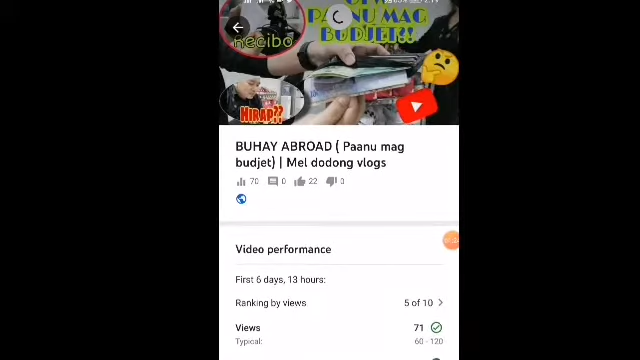 PAANU MAG
BUDJET?!
Recibo
HIRAP??
BUHAY ABROAD ( Paanu mag
budjet) | Mel dodong vlogs
70 0 22 0
Video performance
First 6 days, 13 hours:
Ranking by views 5 of 10
Views 71
Typical: 60 - 120